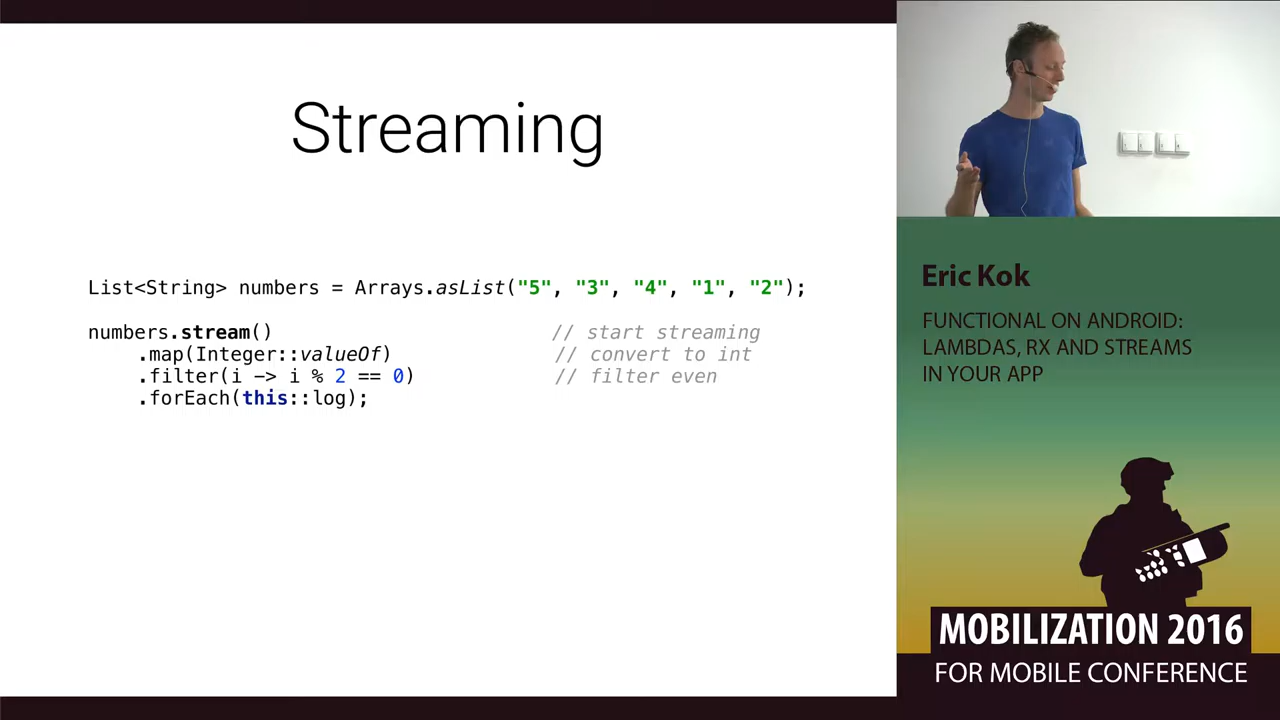 Streaming
List<String> numbers = Arrays.asList("5", "3", "4", "1", "2");
numbers.stream() // start streaming
.map(Integer::valueOf) // convert to int
.filter(i -> i % 2 == 0) // filter even
.forEach(this::log);
Eric Kok
FUNCTIONAL ON ANDROID:
LAMBDAS, RX AND STREAMS
IN YOUR APP
MOBILIZATION 2016
FOR MOBILE CONFERENCE